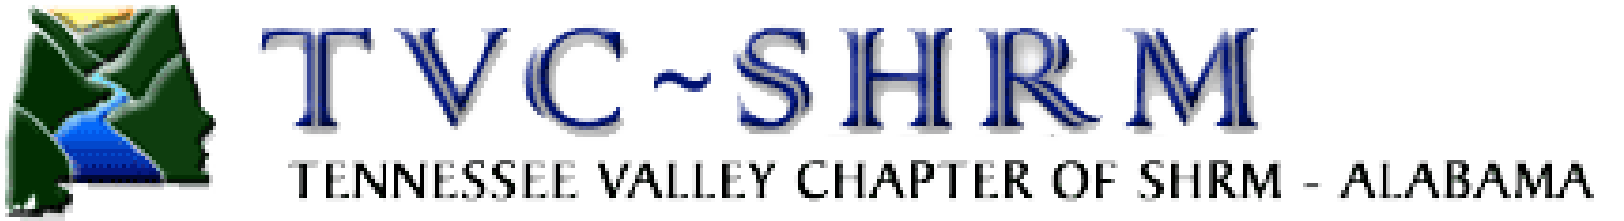 TVC~SHRM
TENNESSEE VALLEY CHAPTER OF SHRM - ALABAMA